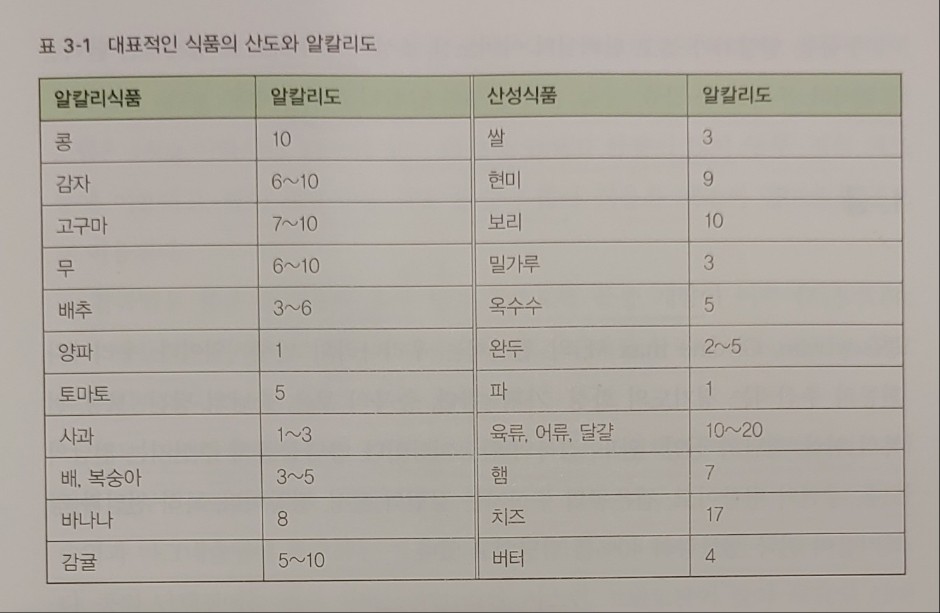 표 3-1 대표적인 식품의 산도와 알칼리도
알칼리식품 알칼리도 산성식품 알칼리도
콩 10 쌀 3
감자 6~10 현미 9
고구마 7~10 보리 10
무 6~10 밀가루 3
배추 3~6 옥수수 5
양파 1 완두 2~5
토마토 5 파 1
사과 1~3 육류, 어류, 달걀 10~20
배, 복숭아 3~5 햄 7
바나나 8 치즈 17
감귤 5~10 버터 4